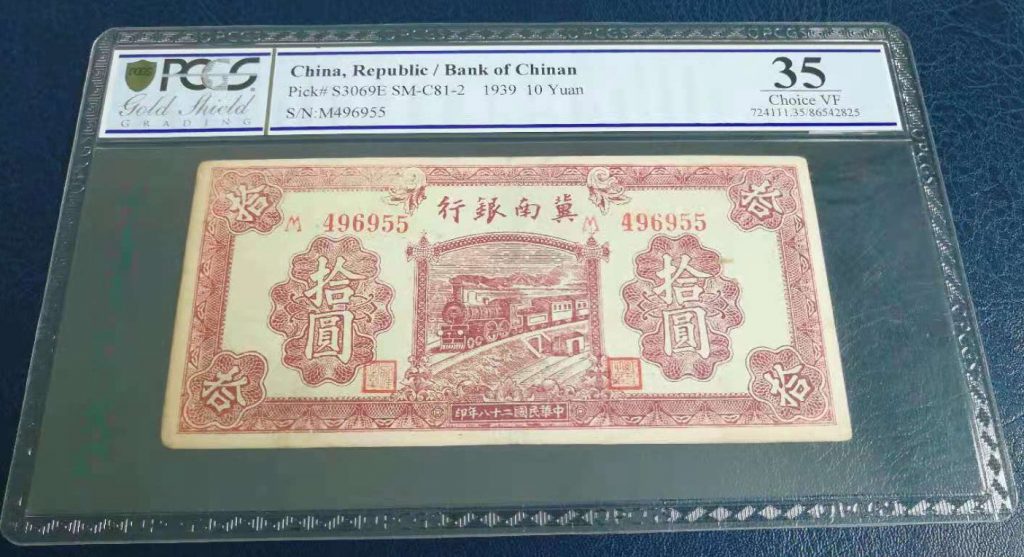 PCGS
PCGS
Gold Shield
GRADING
China, Republic / Bank of Chinan
Pick# S3069E SM-C81-2 1939 10 Yuan
S/N:M496955
35
Choice VF
724111.35/86542825
拾
行銀南冀
拾
M 496955
M 496955
拾圓
拾圓
拾
印年八十二國民華中
拾